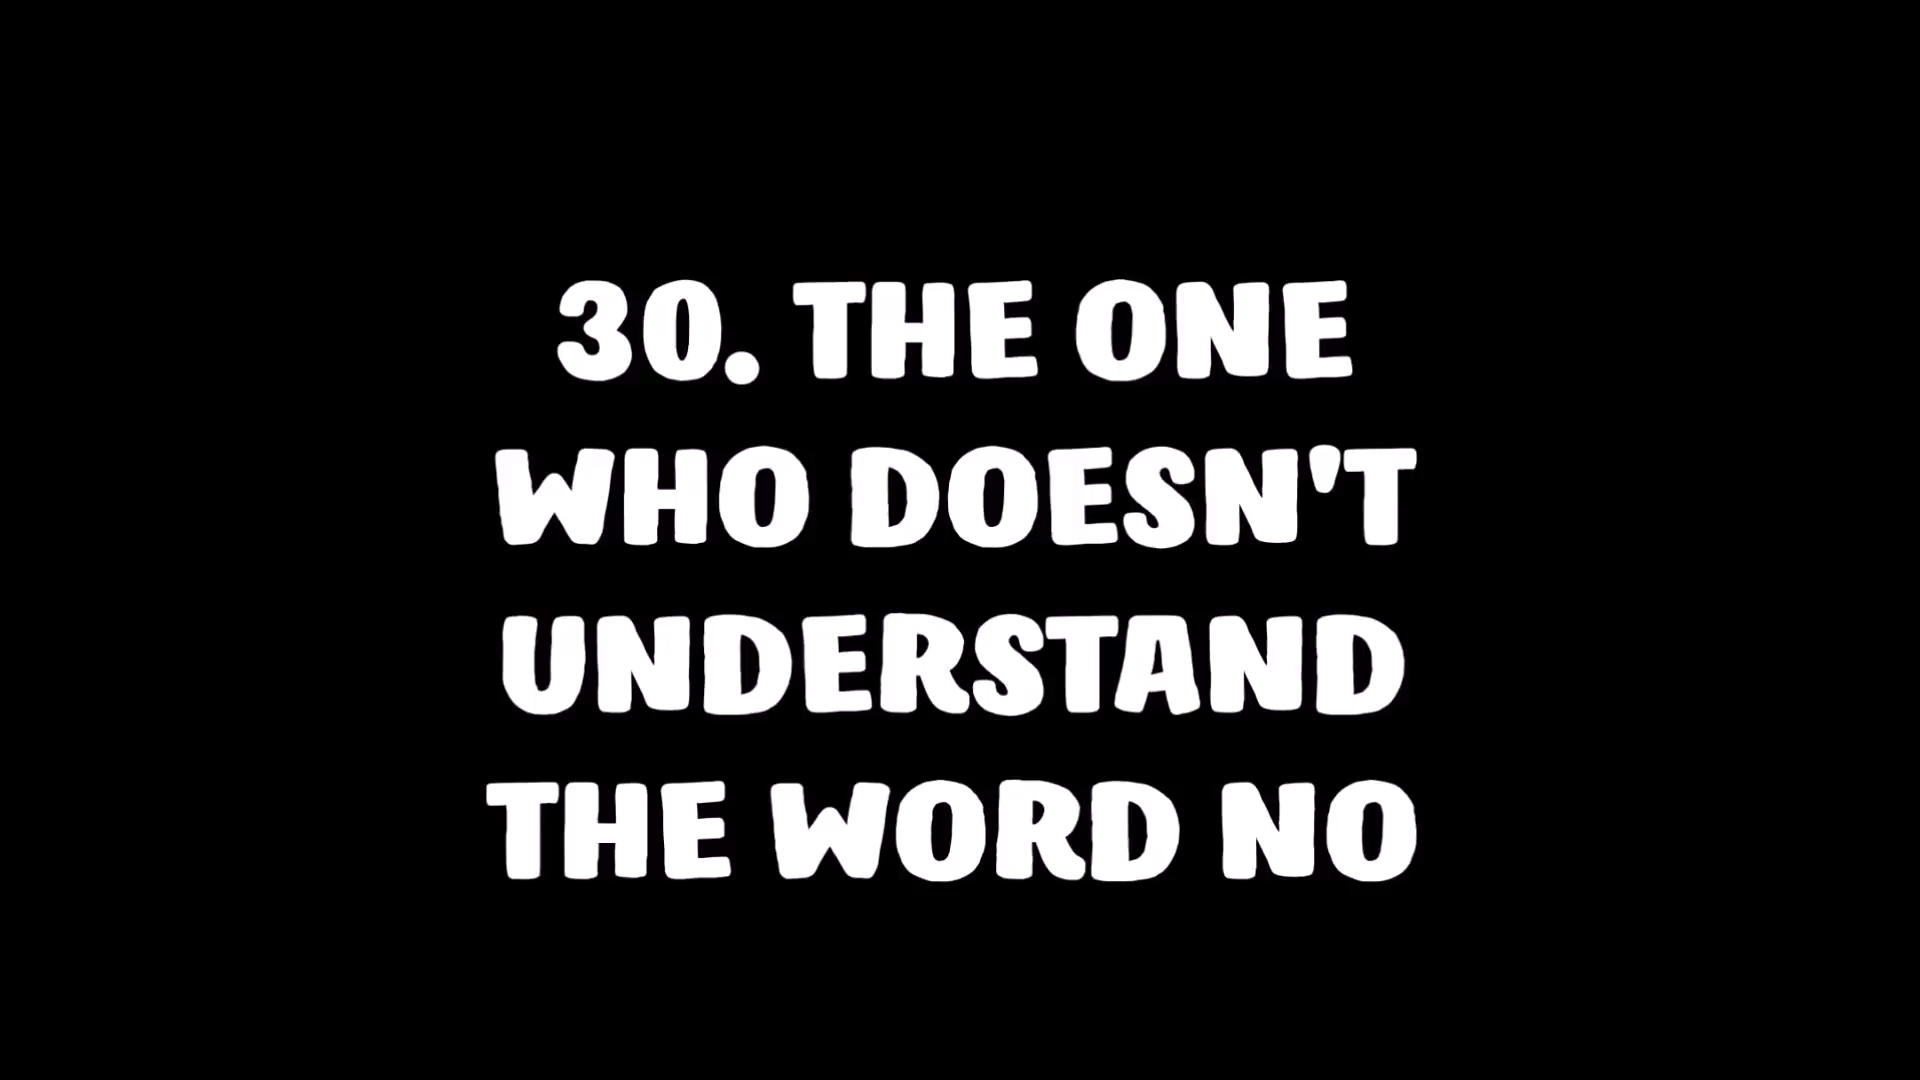 30. THE ONE
WHO DOESN'T
UNDERSTAND
THE WORD NO